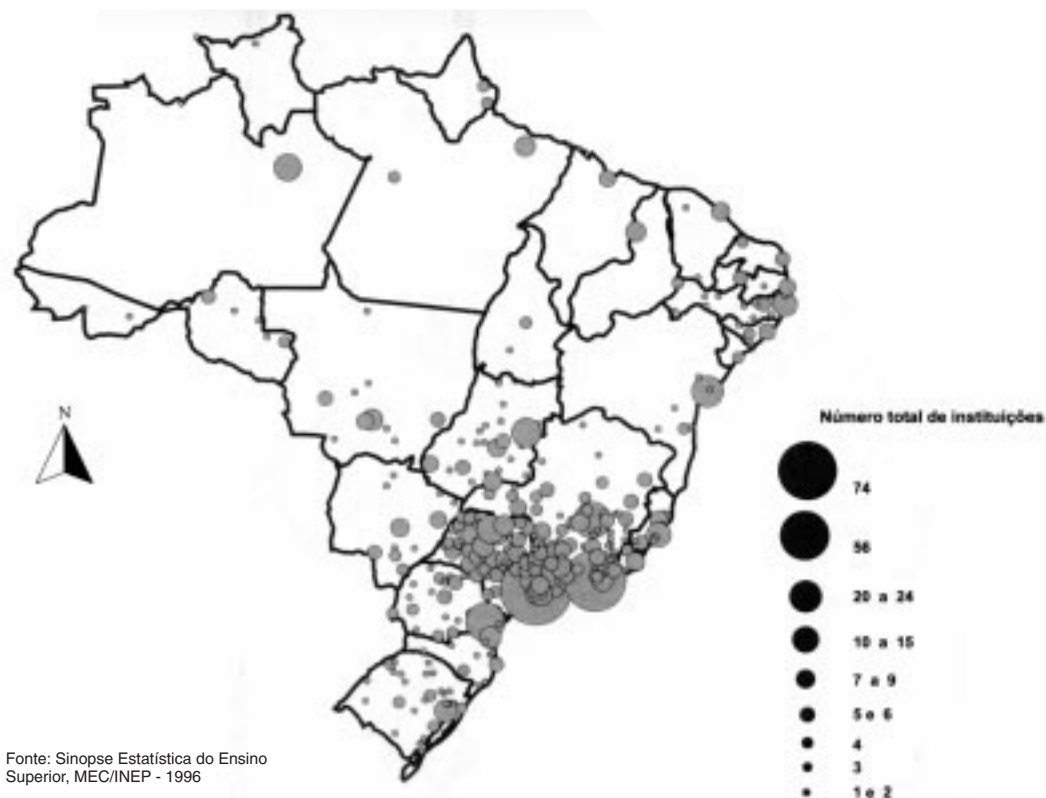 N
Número total de instituições
74
56
20 a 24
10 a 15
7 a 9
5 e 6
4
3
1 e 2
Fonte: Sinopse Estatística do Ensino
Superior, MEC/INEP - 1996